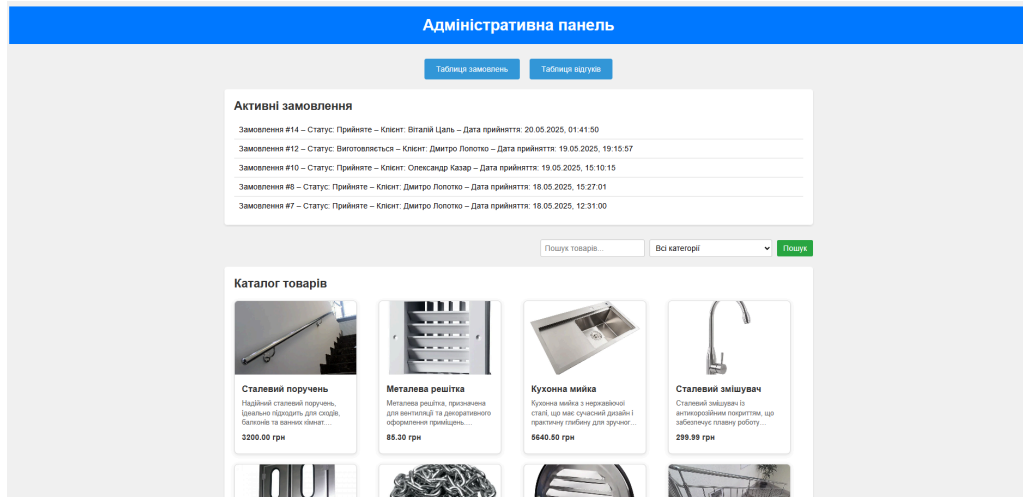 Адміністративна панель
Таблиця замовлень
Таблиця відгуків
Активні замовлення
Замовлення #14 – Статус: Прийняте – Клієнт: Віталій Цаль – Дата прийняття: 20.05.2025, 01:41:50
Замовлення #12 – Статус: Виготовляється – Клієнт: Дмитро Лопотко – Дата прийняття: 19.05.2025, 19:15:57
Замовлення #10 – Статус: Прийняте – Клієнт: Олександр Казар – Дата прийняття: 19.05.2025, 15:10:15
Замовлення #8 – Статус: Прийняте – Клієнт: Дмитро Лопотко – Дата прийняття: 18.05.2025, 15:27:01
Замовлення #7 – Статус: Прийняте – Клієнт: Дмитро Лопотко – Дата прийняття: 18.05.2025, 12:31:00
Пошук товарів...
Всі категорії
Пошук
Каталог товарів
Сталевий поручень
Надійний сталевий поручень,
ідеально підходить для сходів,
балконів та ванних кімнат....
3200.00 грн
Металева решітка
Металева решітка, призначена
для вентиляції та декоративного
оформлення приміщень....
85.30 грн
Кухонна мийка
Кухонна мийка з нержавіючої
сталі, що має сучасний дизайн і
практичну глибину для зручног...
5640.50 грн
Сталевий змішувач
Сталевий змішувач із
антикорозійним покриттям, що
забезпечує плавну роботу...
299.99 грн